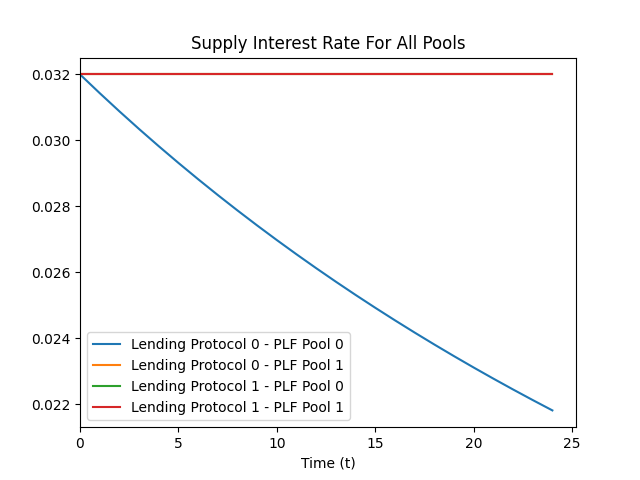 Supply Interest Rate For All Pools
0.032
0.030
0.028
0.026
0.024
0.022
Lending Protocol 0 - PLF Pool 0
Lending Protocol 0 - PLF Pool 1
Lending Protocol 1 - PLF Pool 0
Lending Protocol 1 - PLF Pool 1
0 5 10 15 20 25
Time (t)